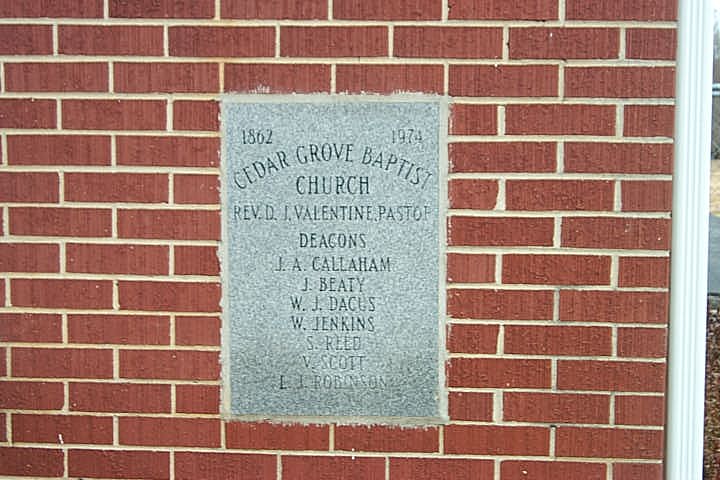 1862 1974
CEDAR GROVE BAPTIST
CHURCH
REV. D. J. VALENTINE, PASTOR
DEACONS
J. A. CALLAHAM
J. BEATY
W. J. DACUS
W. JENKINS
S. REED
V. SCOTT
L. J. ROBINSON